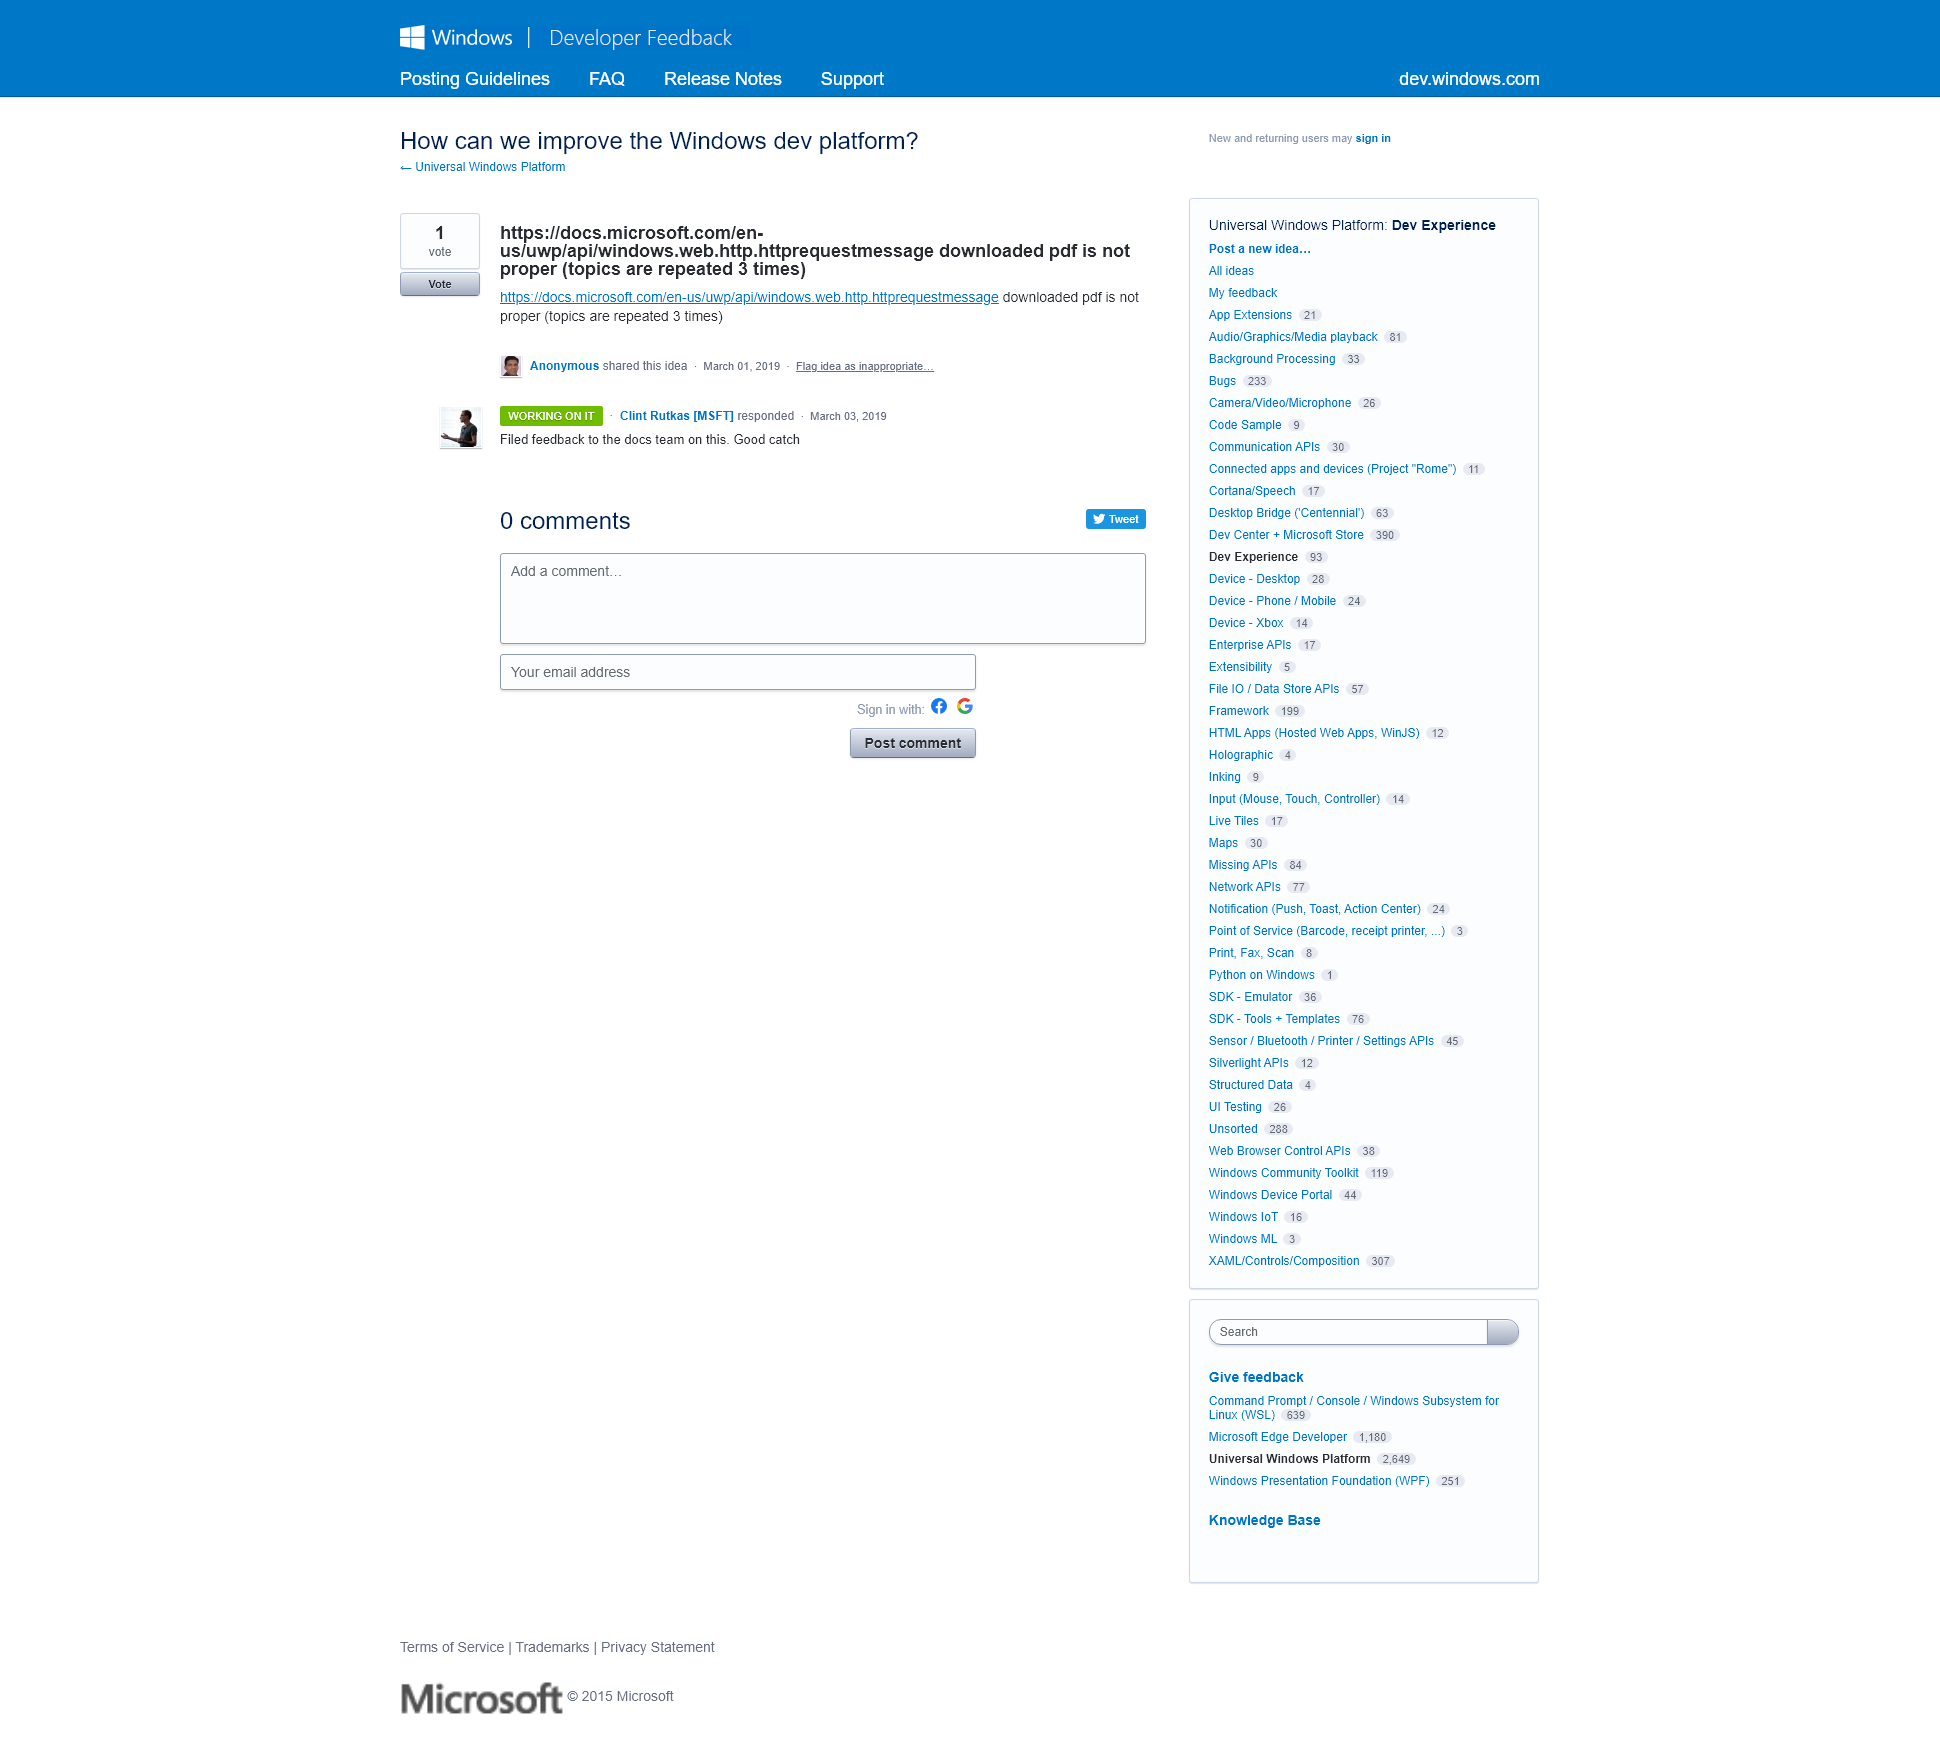 Windows | Developer Feedback
Posting Guidelines FAQ Release Notes Support dev.windows.com
How can we improve the Windows dev platform?
← Universal Windows Platform
New and returning users may sign in
1
vote
Vote
https://docs.microsoft.com/en-
us/uwp/api/windows.web.http.httprequestmessage downloaded pdf is not
proper (topics are repeated 3 times)
https://docs.microsoft.com/en-us/uwp/api/windows.web.http.httprequestmessage downloaded pdf is not
proper (topics are repeated 3 times)
Anonymous shared this idea · March 01, 2019 · Flag idea as inappropriate…
WORKING ON IT · Clint Rutkas [MSFT] responded · March 03, 2019
Filed feedback to the docs team on this. Good catch
0 comments
Tweet
Add a comment…
Your email address
Sign in with:
Post comment
Universal Windows Platform: Dev Experience
Post a new idea…
All ideas
My feedback
App Extensions 21
Audio/Graphics/Media playback 81
Background Processing 33
Bugs 233
Camera/Video/Microphone 26
Code Sample 9
Communication APIs 30
Connected apps and devices (Project "Rome") 11
Cortana/Speech 17
Desktop Bridge ('Centennial') 63
Dev Center + Microsoft Store 390
Dev Experience 93
Device - Desktop 28
Device - Phone / Mobile 24
Device - Xbox 14
Enterprise APIs 17
Extensibility 5
File IO / Data Store APIs 57
Framework 199
HTML Apps (Hosted Web Apps, WinJS) 12
Holographic 4
Inking 9
Input (Mouse, Touch, Controller) 14
Live Tiles 17
Maps 30
Missing APIs 84
Network APIs 77
Notification (Push, Toast, Action Center) 24
Point of Service (Barcode, receipt printer, ...) 3
Print, Fax, Scan 8
Python on Windows 1
SDK - Emulator 36
SDK - Tools + Templates 76
Sensor / Bluetooth / Printer / Settings APIs 45
Silverlight APIs 12
Structured Data 4
UI Testing 26
Unsorted 288
Web Browser Control APIs 38
Windows Community Toolkit 119
Windows Device Portal 44
Windows IoT 16
Windows ML 3
XAML/Controls/Composition 307
Search
Give feedback
Command Prompt / Console / Windows Subsystem for
Linux (WSL) 639
Microsoft Edge Developer 1,180
Universal Windows Platform 2,649
Windows Presentation Foundation (WPF) 251
Knowledge Base
Terms of Service | Trademarks | Privacy Statement
Microsoft © 2015 Microsoft